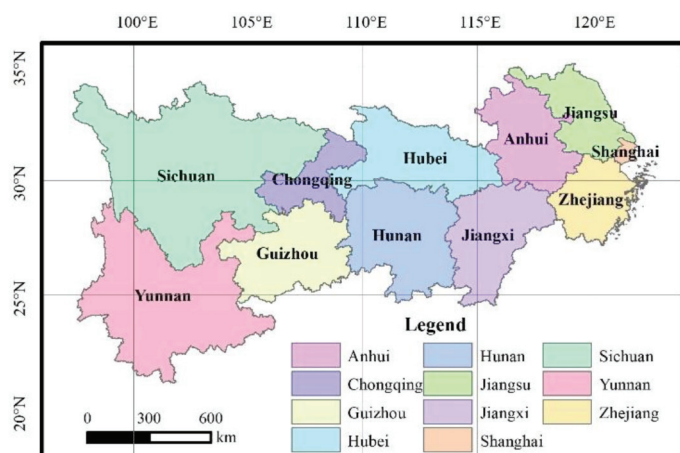 100°E 105°E 110°E 115°E 120°E
35°N
30°N
25°N
20°N
Jiangsu
Anhui
Shanghai
Hubei
Sichuan
Chongqing
Zhejiang
Hunan
Jiangxi
Guizhou
Yunnan
Legend
Anhui Hunan Sichuan
Chongqing Jiangsu Yunnan
Guizhou Jiangxi Zhejiang
Hubei Shanghai
0 300 600
km